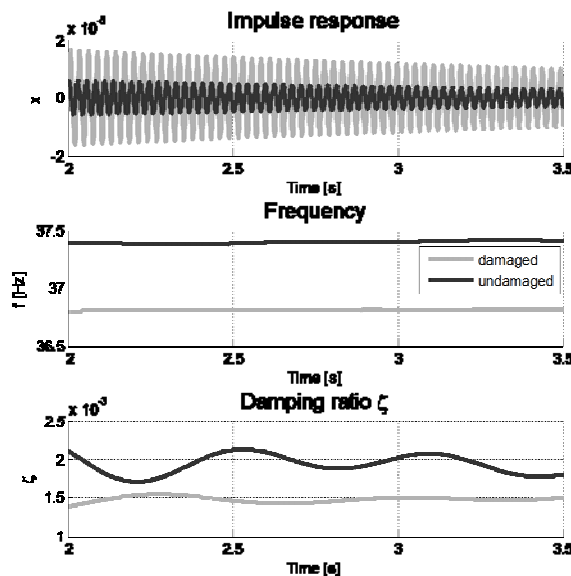 Impulse response
x 10⁻⁸
2
0
-2
x
2 2.5 3 3.5
Time [s]
Frequency
37.5
37
36.5
f [Hz]
damaged
undamaged
2 2.5 3 3.5
Time [s]
Damping ratio ζ
x 10⁻³
2.5
2
1.5
1
ζ
2 2.5 3 3.5
Time [s]